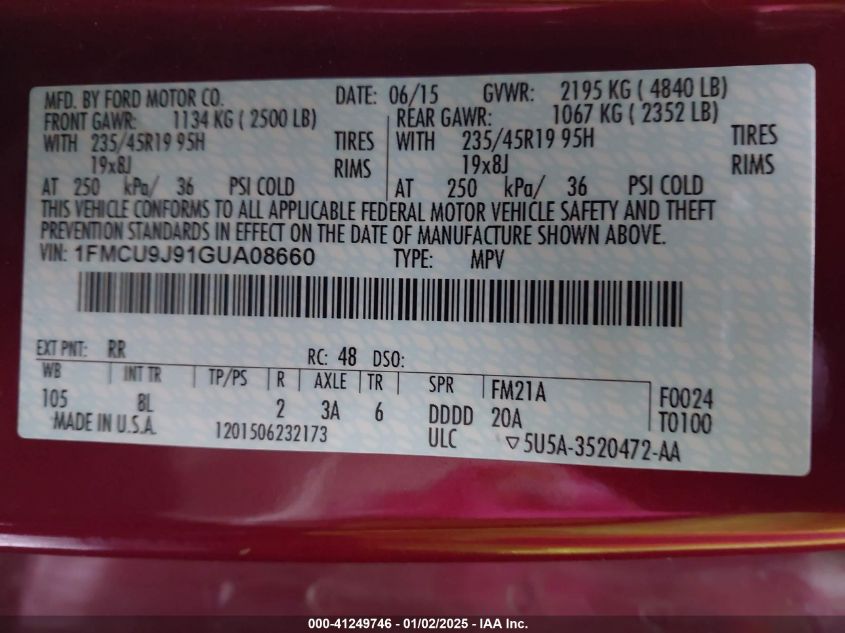 MFD. BY FORD MOTOR CO. DATE: 06/15 GVWR: 2195 KG ( 4840 LB)
FRONT GAWR: 1134 KG ( 2500 LB) REAR GAWR: 1067 KG ( 2352 LB)
WITH 235/45R19 95H TIRES WITH 235/45R19 95H TIRES
19x8J RIMS 19x8J RIMS
AT 250 kPa/ 36 PSI COLD AT 250 kPa/ 36 PSI COLD
THIS VEHICLE CONFORMS TO ALL APPLICABLE FEDERAL MOTOR VEHICLE SAFETY AND THEFT
PREVENTION STANDARDS IN EFFECT ON THE DATE OF MANUFACTURE SHOWN ABOVE.
VIN: 1FMCU9J91GUA08660 TYPE: MPV
EXT PNT: RR RC: 48 DSO:
WB INT TR TP/PS R AXLE TR SPR FM21A F0024
105 8L 2 3A 6 DDDD 20A T0100
MADE IN U.S.A. 1201506232173 ULC ▽5U5A-3520472-AA
000-41249746 - 01/02/2025 - IAA Inc.